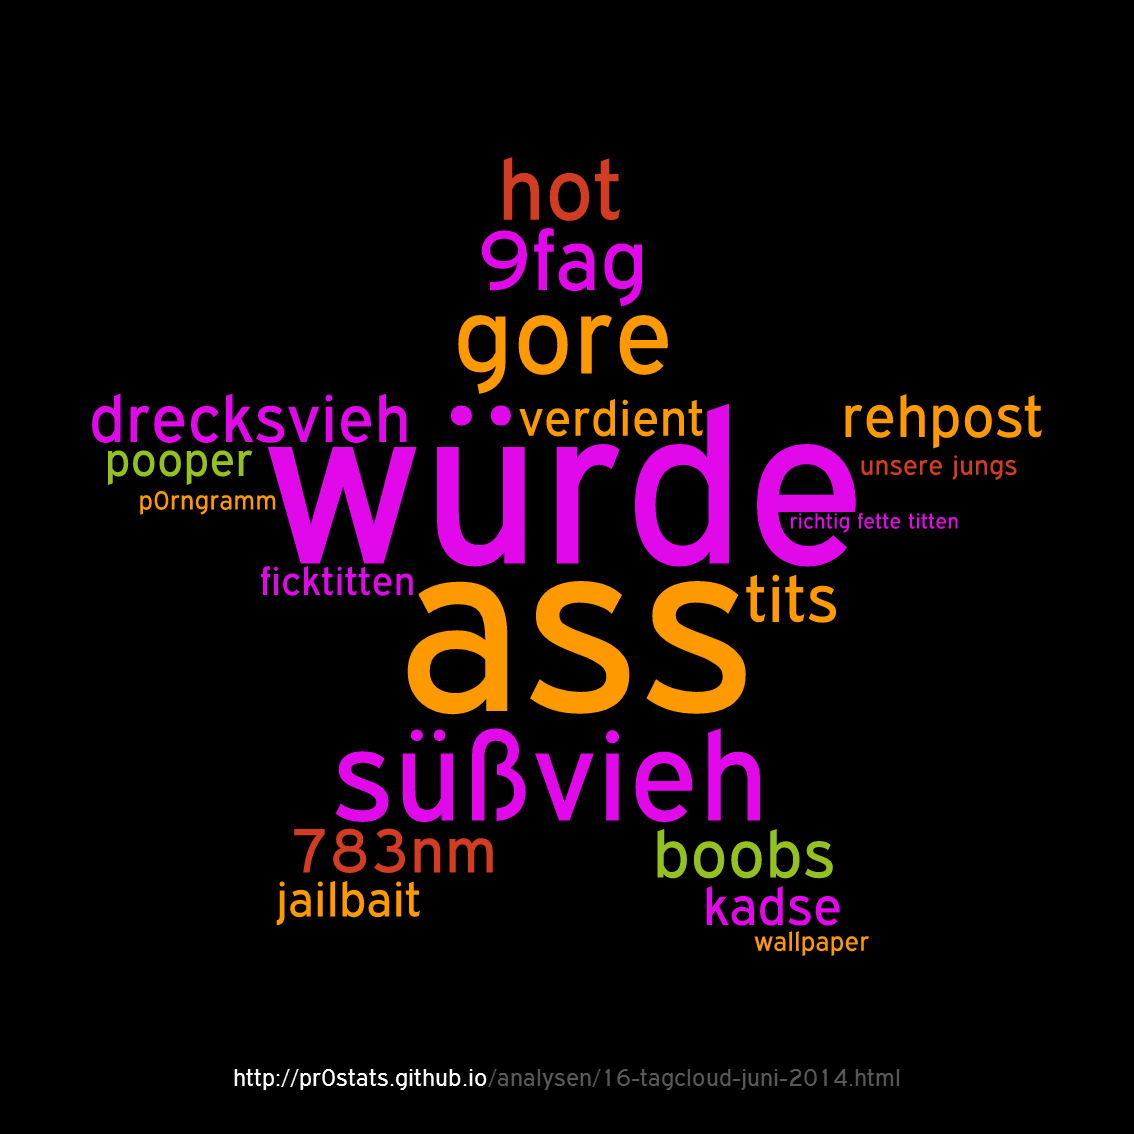 hot
9fag
gore
drecksvieh
verdient
rehpost
pooper
würde
unsere jungs
p0rngramm
richtig fette titten
ficktitten
ass
tits
süßvieh
783nm
boobs
jailbait
kadse
wallpaper
http://pr0stats.github.io/analysen/16-tagcloud-juni-2014.html